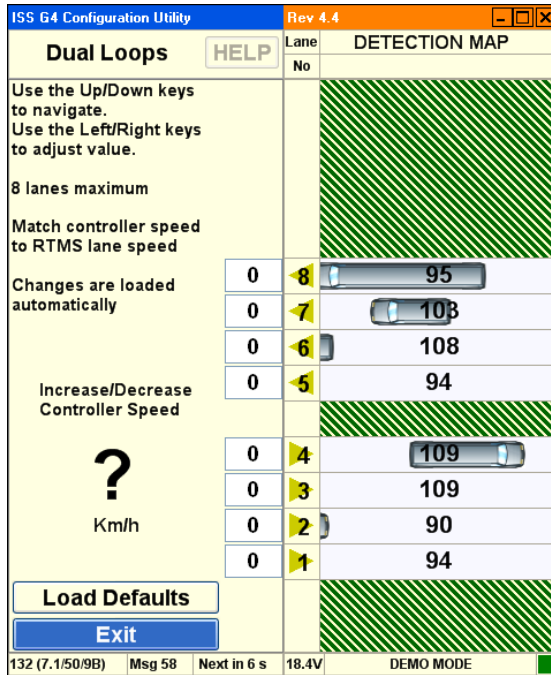 ISS G4 Configuration Utility Rev 4.4
Dual Loops HELP Lane No DETECTION MAP
Use the Up/Down keys
to navigate.
Use the Left/Right keys
to adjust value.
8 lanes maximum
Match controller speed
to RTMS lane speed
Changes are loaded
automatically
0 8 95
0 7 103
0 6 108
0 5 94
Increase/Decrease
Controller Speed
?
Km/h
0 4 109
0 3 109
0 2 90
0 1 94
Load Defaults
Exit
132 (7.1/50/9B) Msg 58 Next in 6 s 18.4V DEMO MODE